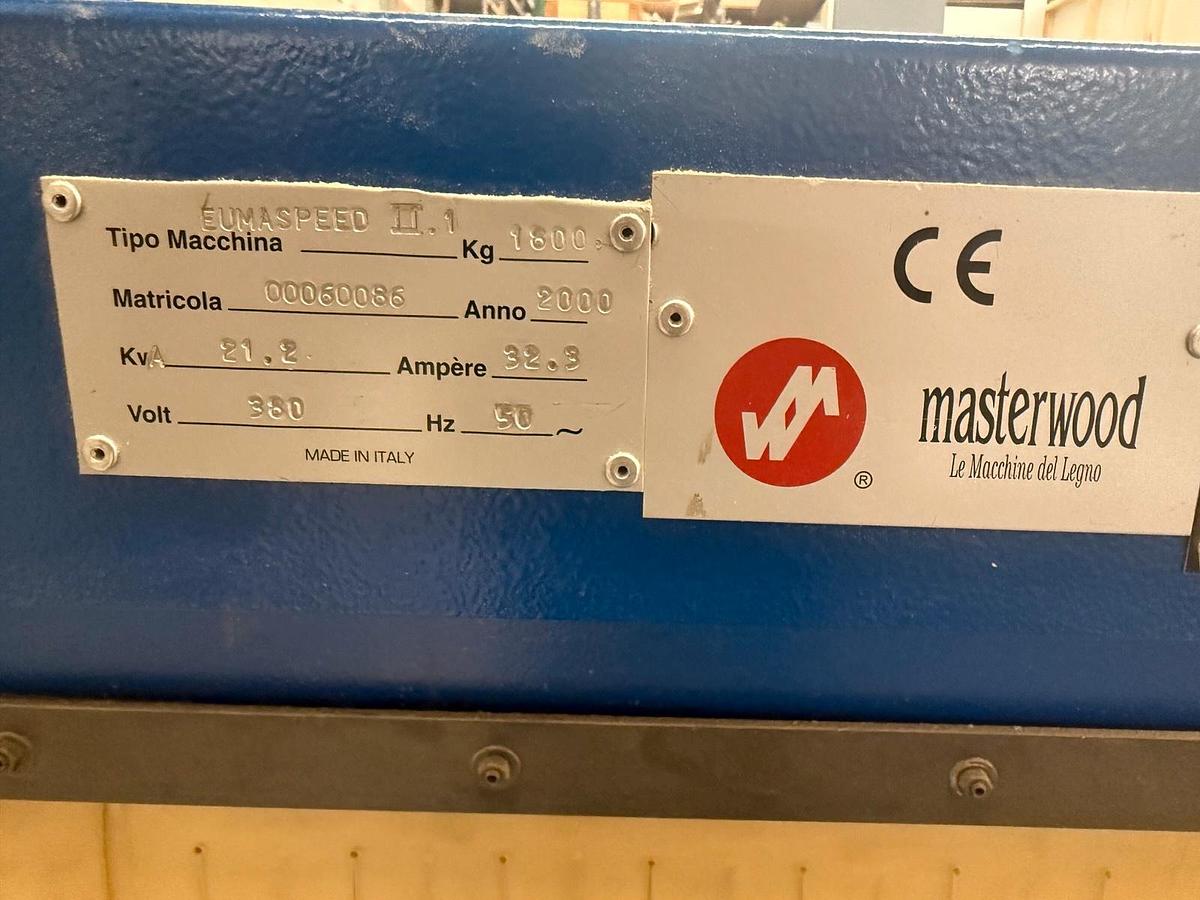 EUMASPEED II.1
Tipo Macchina Kg 1800
Matricola 00060086 Anno 2000
KvA 21.2 Ampère 32.3
Volt 380 Hz 50 ~
MADE IN ITALY
CE
WM
®
masterwood
Le Macchine del Legno